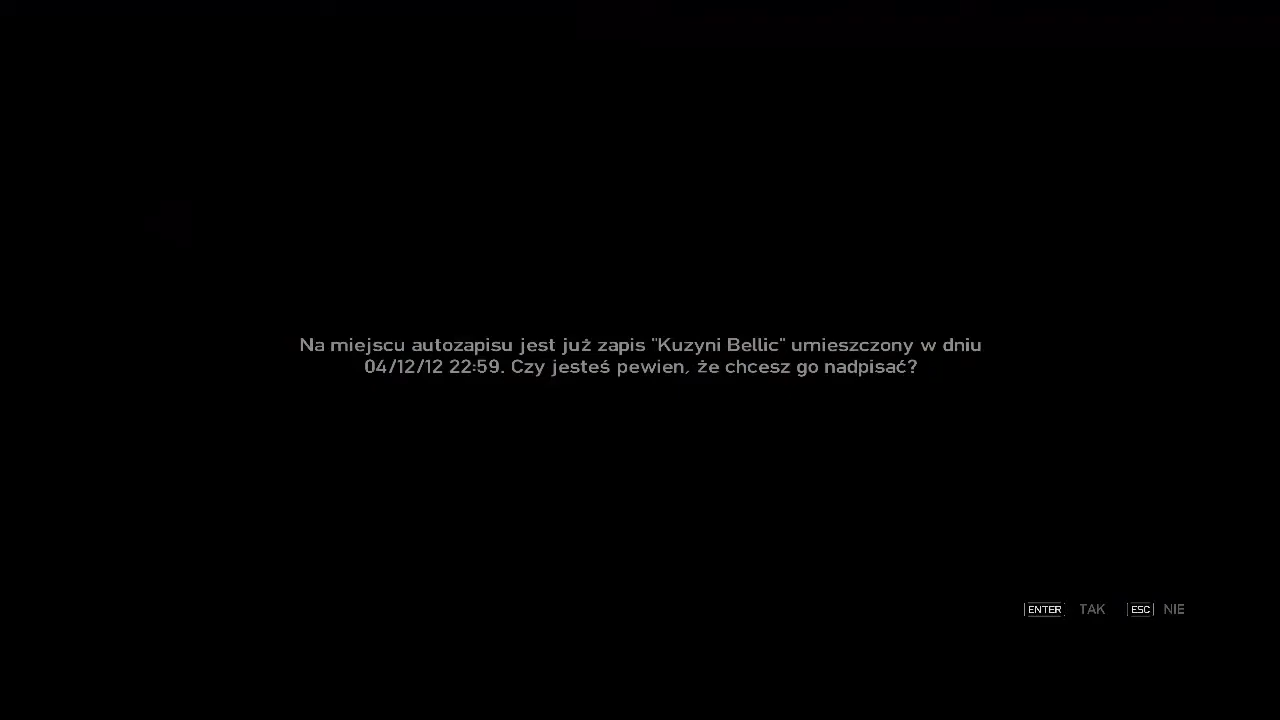 Na miejscu autozapisu jest już zapis "Kuzyni Bellic" umieszczony w dniu
04/12/12 22:59. Czy jesteś pewien, że chcesz go nadpisać?
ENTER TAK ESC NIE